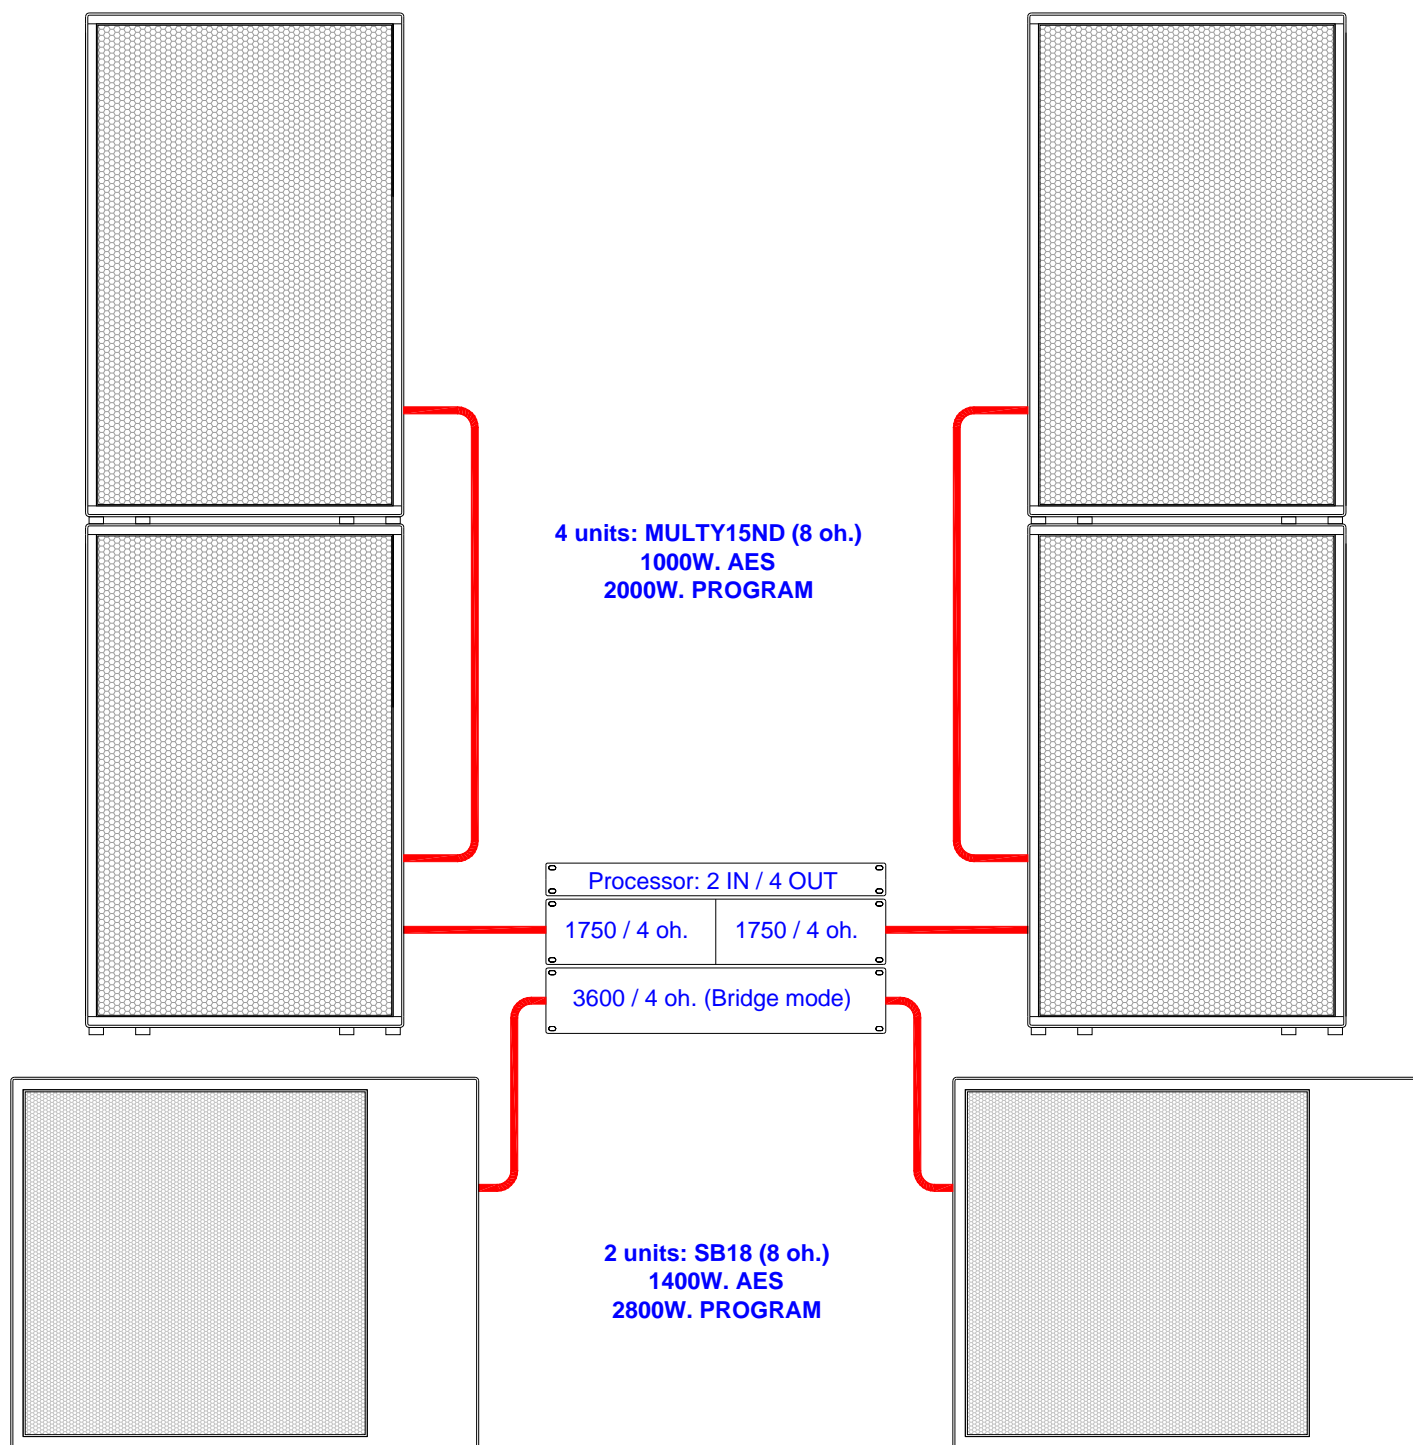 4 units: MULTY15ND (8 oh.)
1000W. AES
2000W. PROGRAM
Processor: 2 IN / 4 OUT
1750 / 4 oh.
1750 / 4 oh.
3600 / 4 oh. (Bridge mode)
2 units: SB18 (8 oh.)
1400W. AES
2800W. PROGRAM